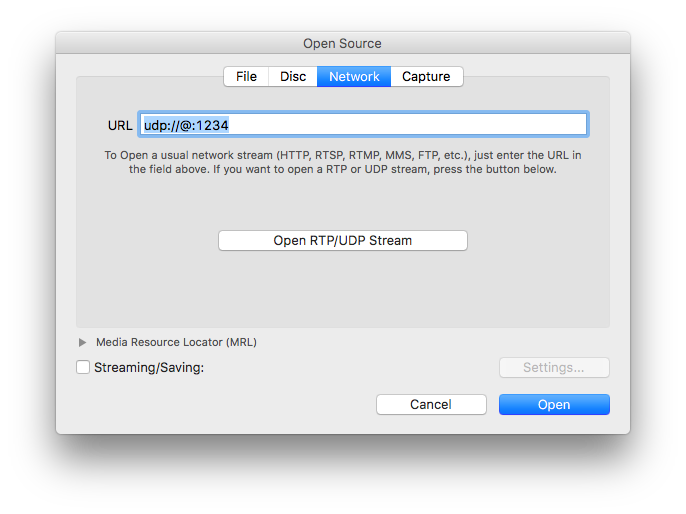 Open Source
File Disc Network Capture
URL udp://@:1234
To Open a usual network stream (HTTP, RTSP, RTMP, MMS, FTP, etc.), just enter the URL in
the field above. If you want to open a RTP or UDP stream, press the button below.
Open RTP/UDP Stream
Media Resource Locator (MRL)
Streaming/Saving: Settings...
Cancel Open